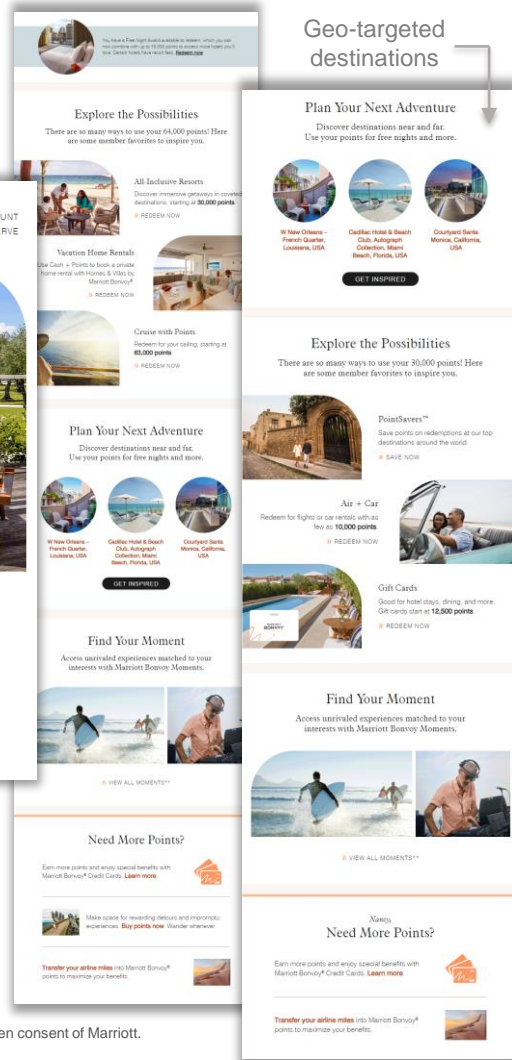 Geo-targeted
destinations
UNT
ERVE
You have a Free Night Award available to redeem, which you can
now combine with up to 15,000 points to access more hotels you'll
love. Certain hotels have resort fees. Redeem now
Explore the Possibilities
There are so many ways to use your 64,000 points! Here
are some member favorites to inspire you.
All-Inclusive Resorts
Discover immersive getaways in coveted
destinations, starting at 30,000 points.
» REDEEM NOW
Vacation Home Rentals
Use Cash + Points to book a private
home rental with Homes & Villas by
Marriott Bonvoy®
» REDEEM NOW
Cruise with Points
Redeem for your sailing, starting at
63,000 points
» REDEEM NOW
Plan Your Next Adventure
Discover destinations near and far.
Use your points for free nights and more.
W New Orleans –
French Quarter,
Louisiana, USA
Cadillac Hotel & Beach
Club, Autograph
Collection, Miami
Beach, Florida, USA
Courtyard Santa
Monica, California,
USA
GET INSPIRED
Find Your Moment
Access unrivaled experiences matched to your
interests with Marriott Bonvoy Moments.
» VIEW ALL MOMENTS**
Need More Points?
Earn more points and enjoy special benefits with
Marriott Bonvoy® Credit Cards. Learn more
Make space for rewarding detours and impromptu
experiences. Buy points now. Wander whenever.
Transfer your airline miles into Marriott Bonvoy®
points to maximize your benefits.
Plan Your Next Adventure
Discover destinations near and far.
Use your points for free nights and more.
W New Orleans –
French Quarter,
Louisiana, USA
Cadillac Hotel & Beach
Club, Autograph
Collection, Miami
Beach, Florida, USA
Courtyard Santa
Monica, California,
USA
GET INSPIRED
Explore the Possibilities
There are so many ways to use your 30,000 points! Here
are some member favorites to inspire you.
PointSavers™
Save points on redemptions at our top
destinations around the world.
» SAVE NOW
Air + Car
Redeem for flights or car rentals with as
few as 10,000 points.
» REDEEM NOW
Gift Cards
Good for hotel stays, dining, and more.
Gift cards start at 12,500 points.
» REDEEM NOW
BONVOY
Find Your Moment
Access unrivaled experiences matched to your
interests with Marriott Bonvoy Moments.
» VIEW ALL MOMENTS**
Nancy,
Need More Points?
Earn more points and enjoy special benefits with
Marriott Bonvoy® Credit Cards. Learn more
Transfer your airline miles into Marriott Bonvoy®
points to maximize your benefits.
en consent of Marriott.